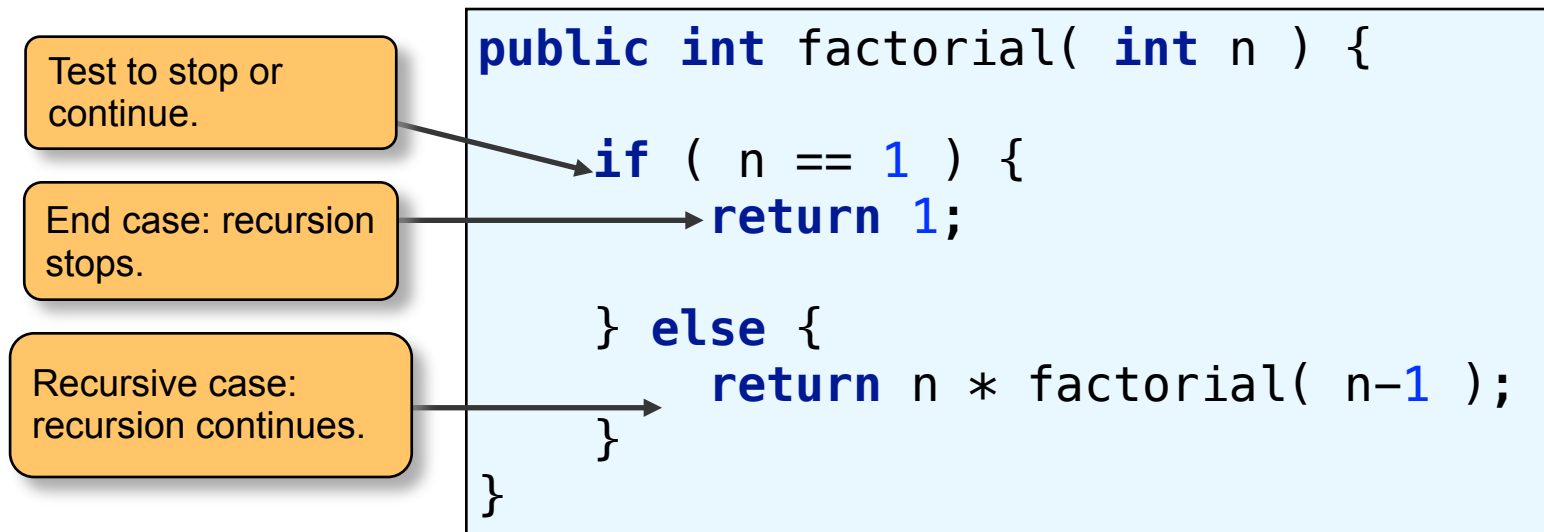 Test to stop or
continue.
End case: recursion
stops.
Recursive case:
recursion continues.
public int factorial( int n ) {
if ( n == 1 ) {
return 1;
} else {
return n * factorial( n–1 );
}
}